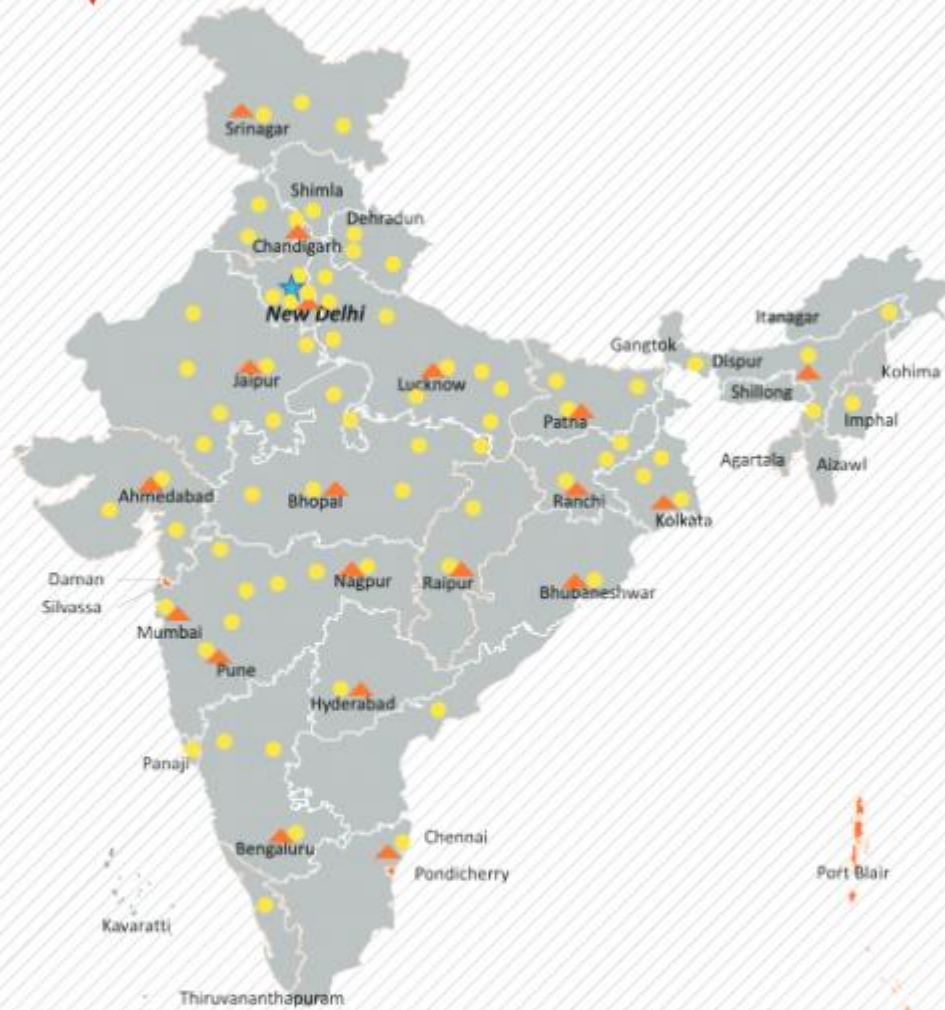 Srinagar
Shimla
Dehradun
Chandigarh
New Delhi
Itanagar
Gangtok
Dispur
Kohima
Jaipur
Lucknow
Shillong
Patna
Imphal
Agartala
Aizawl
Ahmedabad
Bhopal
Ranchi
Kolkata
Daman
Nagpur
Raipur
Bhubaneshwar
Silvassa
Mumbai
Pune
Hyderabad
Panaji
Chennai
Bengaluru
Pondicherry
Port Blair
Kavaratti
Thiruvananthapuram